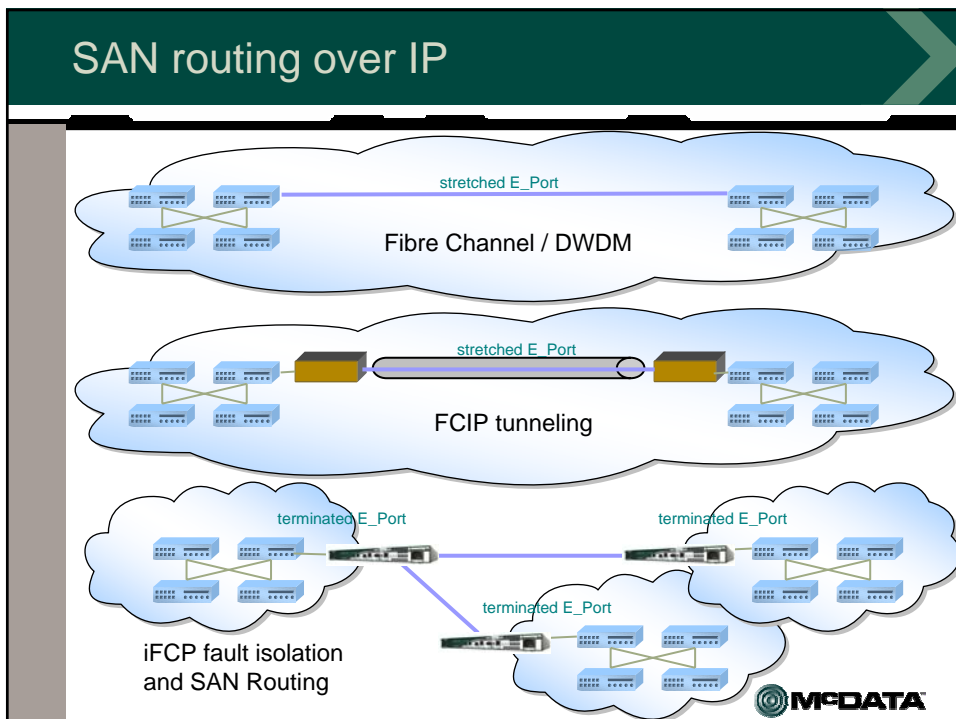 SAN routing over IP
stretched E_Port
Fibre Channel / DWDM
stretched E_Port
FCIP tunneling
terminated E_Port
terminated E_Port
terminated E_Port
iFCP fault isolation
and SAN Routing
McDATA